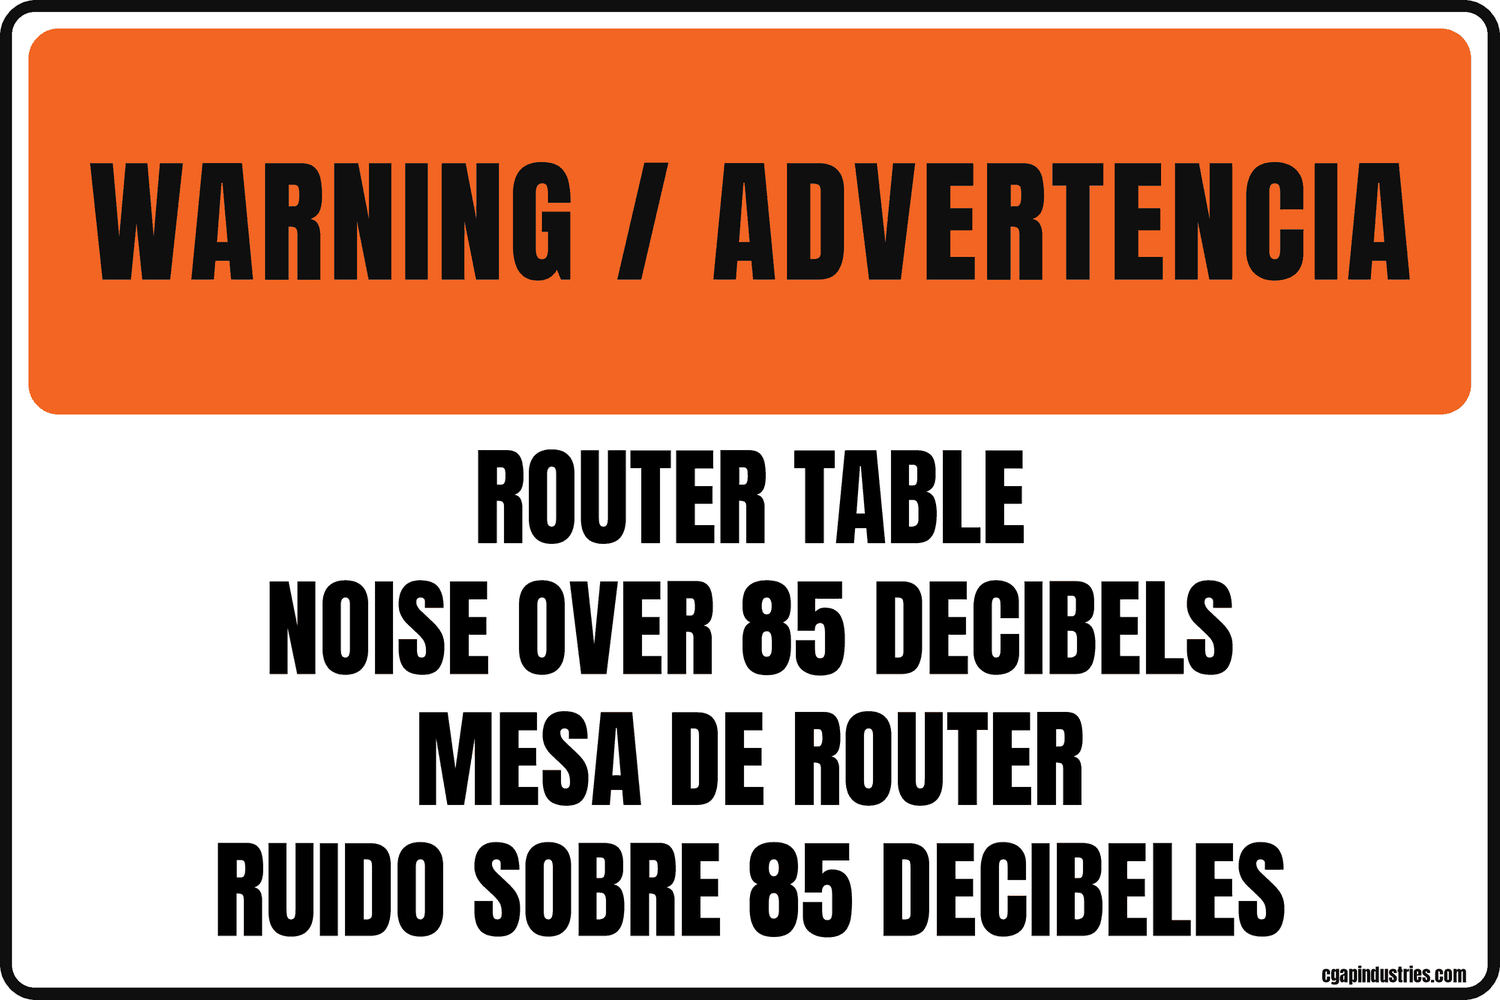 WARNING / ADVERTENCIA
ROUTER TABLE
NOISE OVER 85 DECIBELS
MESA DE ROUTER
RUIDO SOBRE 85 DECIBELES
cgapindustries.com